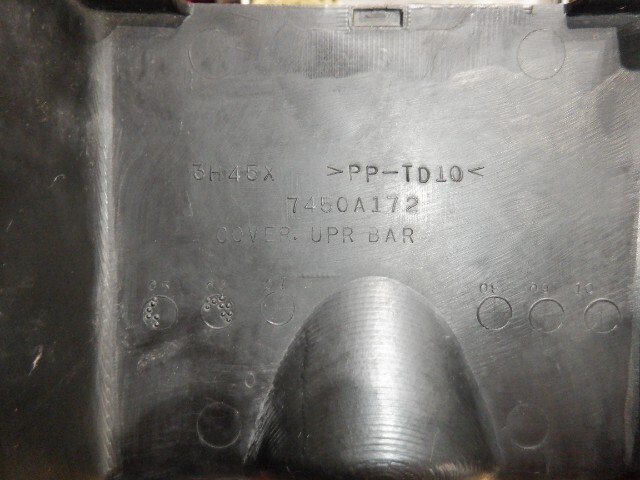 3H45X >PP-TD10<
7450A172
COVER, UPR BAR